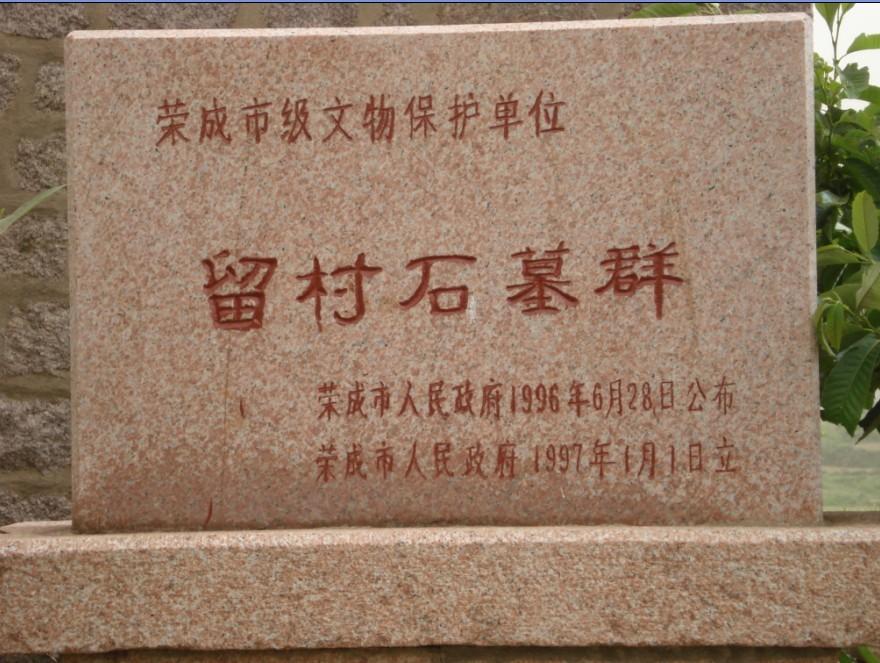 荣成市级文物保护单位
留村石墓群
荣成市人民政府1996年6月28日公布
荣成市人民政府1997年1月1日立